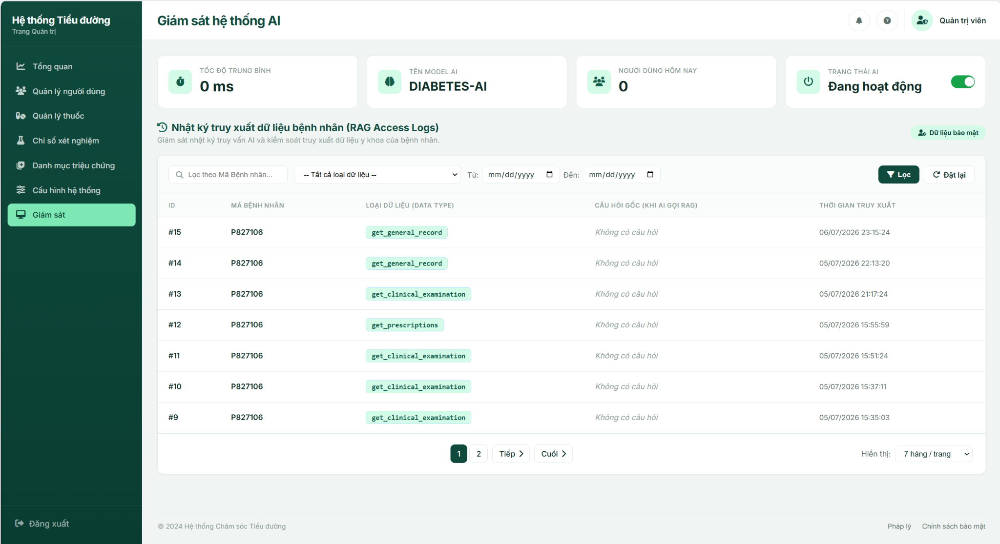 Hệ thống Tiểu đường
Trang Quản trị
Tổng quan
Quản lý người dùng
Quản lý thuốc
Chỉ số xét nghiệm
Danh mục triệu chứng
Cấu hình hệ thống
Giám sát
Đăng xuất
Giám sát hệ thống AI
Quản trị viên
TỐC ĐỘ TRUNG BÌNH
0 ms
TÊN MODEL AI
DIABETES-AI
NGƯỜI DÙNG HÔM NAY
0
TRẠNG THÁI AI
Đang hoạt động
Nhật ký truy xuất dữ liệu bệnh nhân (RAG Access Logs)
Giám sát nhật ký truy vấn AI và kiểm soát truy xuất dữ liệu y khoa của bệnh nhân.
Dữ liệu bảo mật
Lọc theo Mã Bệnh nhân... -- Tất cả loại dữ liệu -- Từ: mm/dd/yyyy Đến: mm/dd/yyyy Lọc Đặt lại
ID MÃ BỆNH NHÂN LOẠI DỮ LIỆU (DATA TYPE) CÂU HỎI GỐC (KHI AI GỌI RAG) THỜI GIAN TRUY XUẤT
#15 P827106 get_general_record Không có câu hỏi 06/07/2026 23:15:24
#14 P827106 get_general_record Không có câu hỏi 05/07/2026 22:13:20
#13 P827106 get_clinical_examination Không có câu hỏi 05/07/2026 21:17:24
#12 P827106 get_prescriptions Không có câu hỏi 05/07/2026 15:55:59
#11 P827106 get_clinical_examination Không có câu hỏi 05/07/2026 15:51:24
#10 P827106 get_clinical_examination Không có câu hỏi 05/07/2026 15:37:11
#9 P827106 get_clinical_examination Không có câu hỏi 05/07/2026 15:35:03
1 2 Tiếp Cuối Hiển thị: 7 hàng / trang
© 2024 Hệ thống Chăm sóc Tiểu đường Pháp lý Chính sách bảo mật